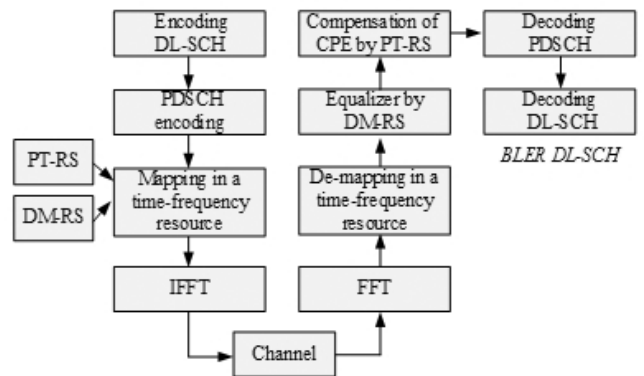 Encoding
DL-SCH
PDSCH
encoding
PT-RS
DM-RS
Mapping in a
time-frequency
resource
IFFT
Channel
FFT
De-mapping in a
time-frequency
resource
Equalizer by
DM-RS
Compensation of
CPE by PT-RS
Decoding
PDSCH
Decoding
DL-SCH
BLER DL-SCH